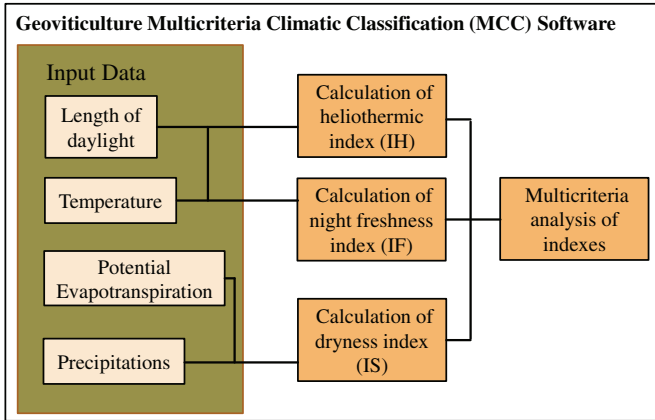 Geoviticulture Multicriteria Climatic Classification (MCC) Software
Input Data
Length of
daylight
Temperature
Potential
Evapotranspiration
Precipitations
Calculation of
heliothermic
index (IH)
Calculation of
night freshness
index (IF)
Calculation of
dryness index
(IS)
Multicriteria
analysis of
indexes